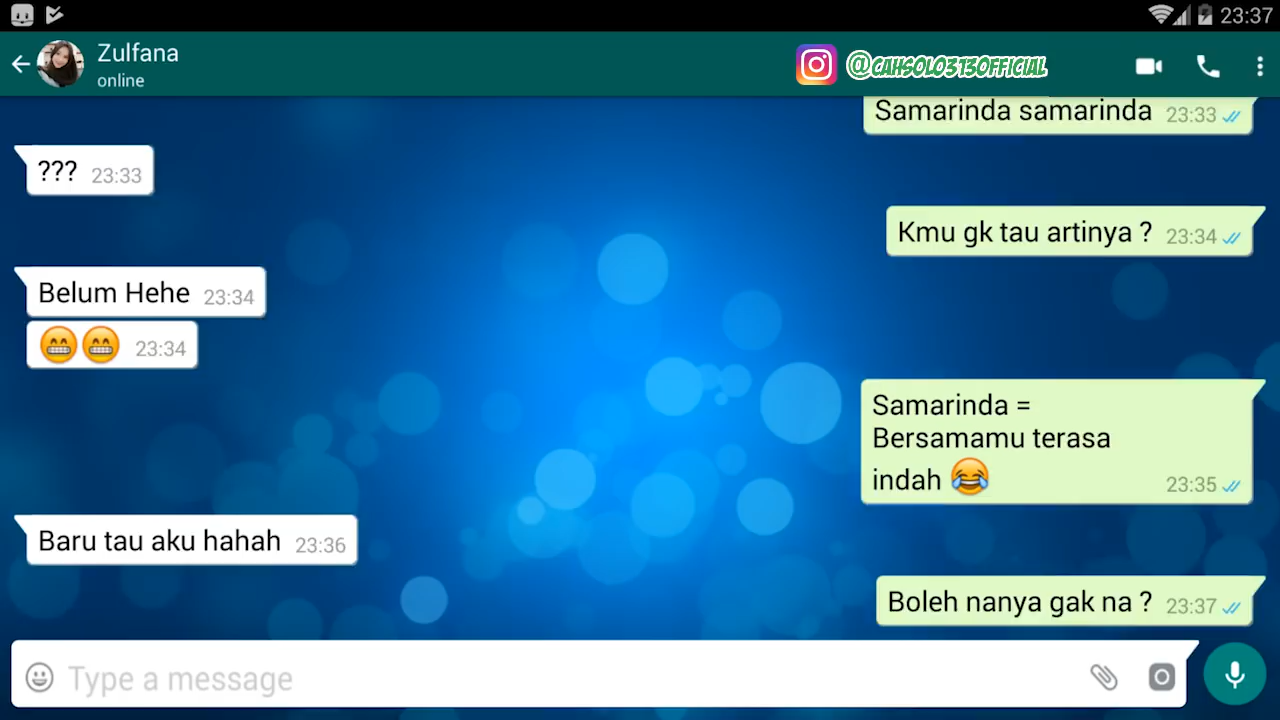 23:37
Zulfana
online
@CAHSOLO313OFFICIAL
Samarinda samarinda 23:33
??? 23:33
Kmu gk tau artinya ? 23:34
Belum Hehe 23:34
😁😁 23:34
Samarinda =
Bersamamu terasa
indah 😂 23:35
Baru tau aku hahah 23:36
Boleh nanya gak na ? 23:37
Type a message